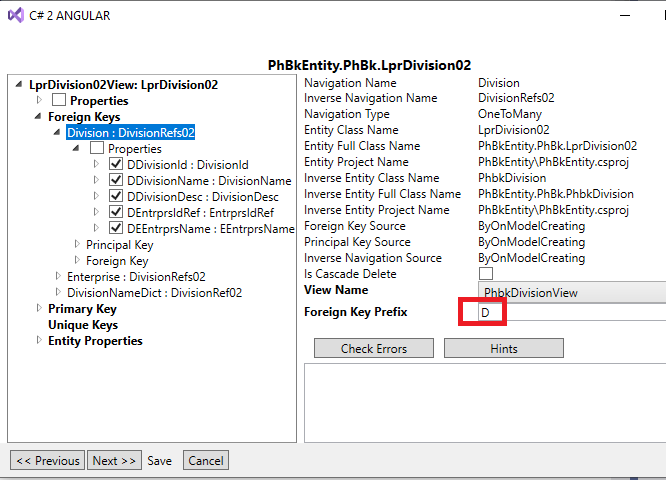 C# 2 ANGULAR
PhBkEntity.PhBk.LprDivision02
LprDivision02View: LprDivision02
Properties
Foreign Keys
Division : DivisionRefs02
Properties
DDivisionId : DivisionId
DDivisionName : DivisionName
DDivisionDesc : DivisionDesc
DEntrprsIdRef : EntrprsIdRef
DEEntrprsName : EEntrprsName
Principal Key
Foreign Key
Enterprise : DivisionRefs02
DivisionNameDict : DivisionRef02
Primary Key
Unique Keys
Entity Properties
Navigation Name Division
Inverse Navigation Name DivisionRefs02
Navigation Type OneToMany
Entity Class Name LprDivision02
Entity Full Class Name PhBkEntity.PhBk.LprDivision02
Entity Project Name PhBkEntity\PhBkEntity.csproj
Inverse Entity Class Name PhbkDivision
Inverse Entity Full Class Name PhBkEntity.PhBk.PhbkDivision
Inverse Entity Project Name PhBkEntity\PhBkEntity.csproj
Foreign Key Source ByOnModelCreating
Principal Key Source ByOnModelCreating
Inverse Navigation Source ByOnModelCreating
Is Cascade Delete
View Name PhbkDivisionView
Foreign Key Prefix D
Check Errors Hints
<< Previous Next >> Save Cancel